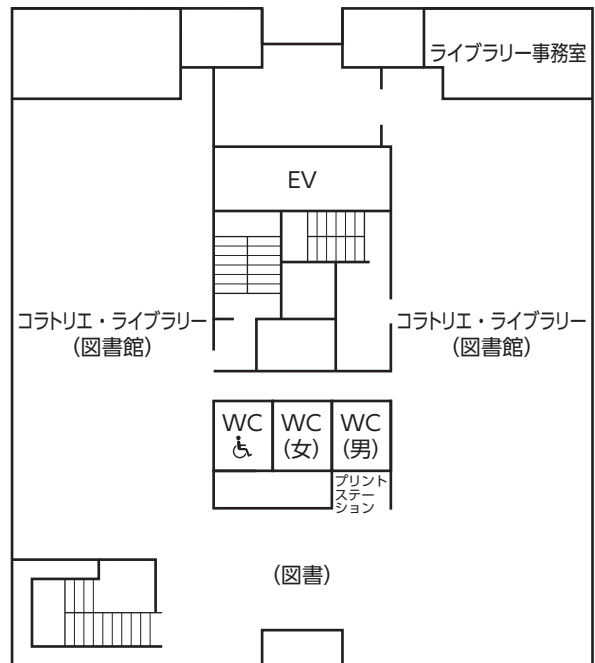 ライブラリー事務室
EV
コラトリエ・ライブラリー
(図書館)
コラトリエ・ライブラリー
(図書館)
WC
WC
(女)
WC
(男)
プリント
ステー
ション
(図書)